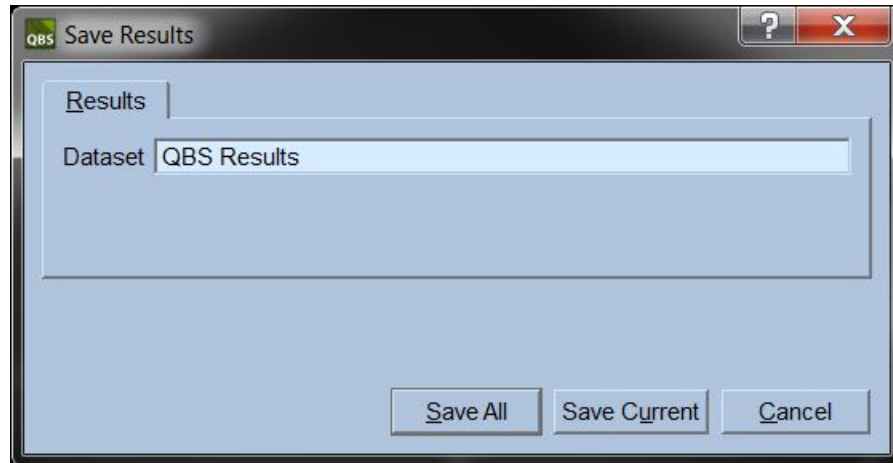 QBS Save Results
?
X
Results
Dataset QBS Results
Save All Save Current Cancel